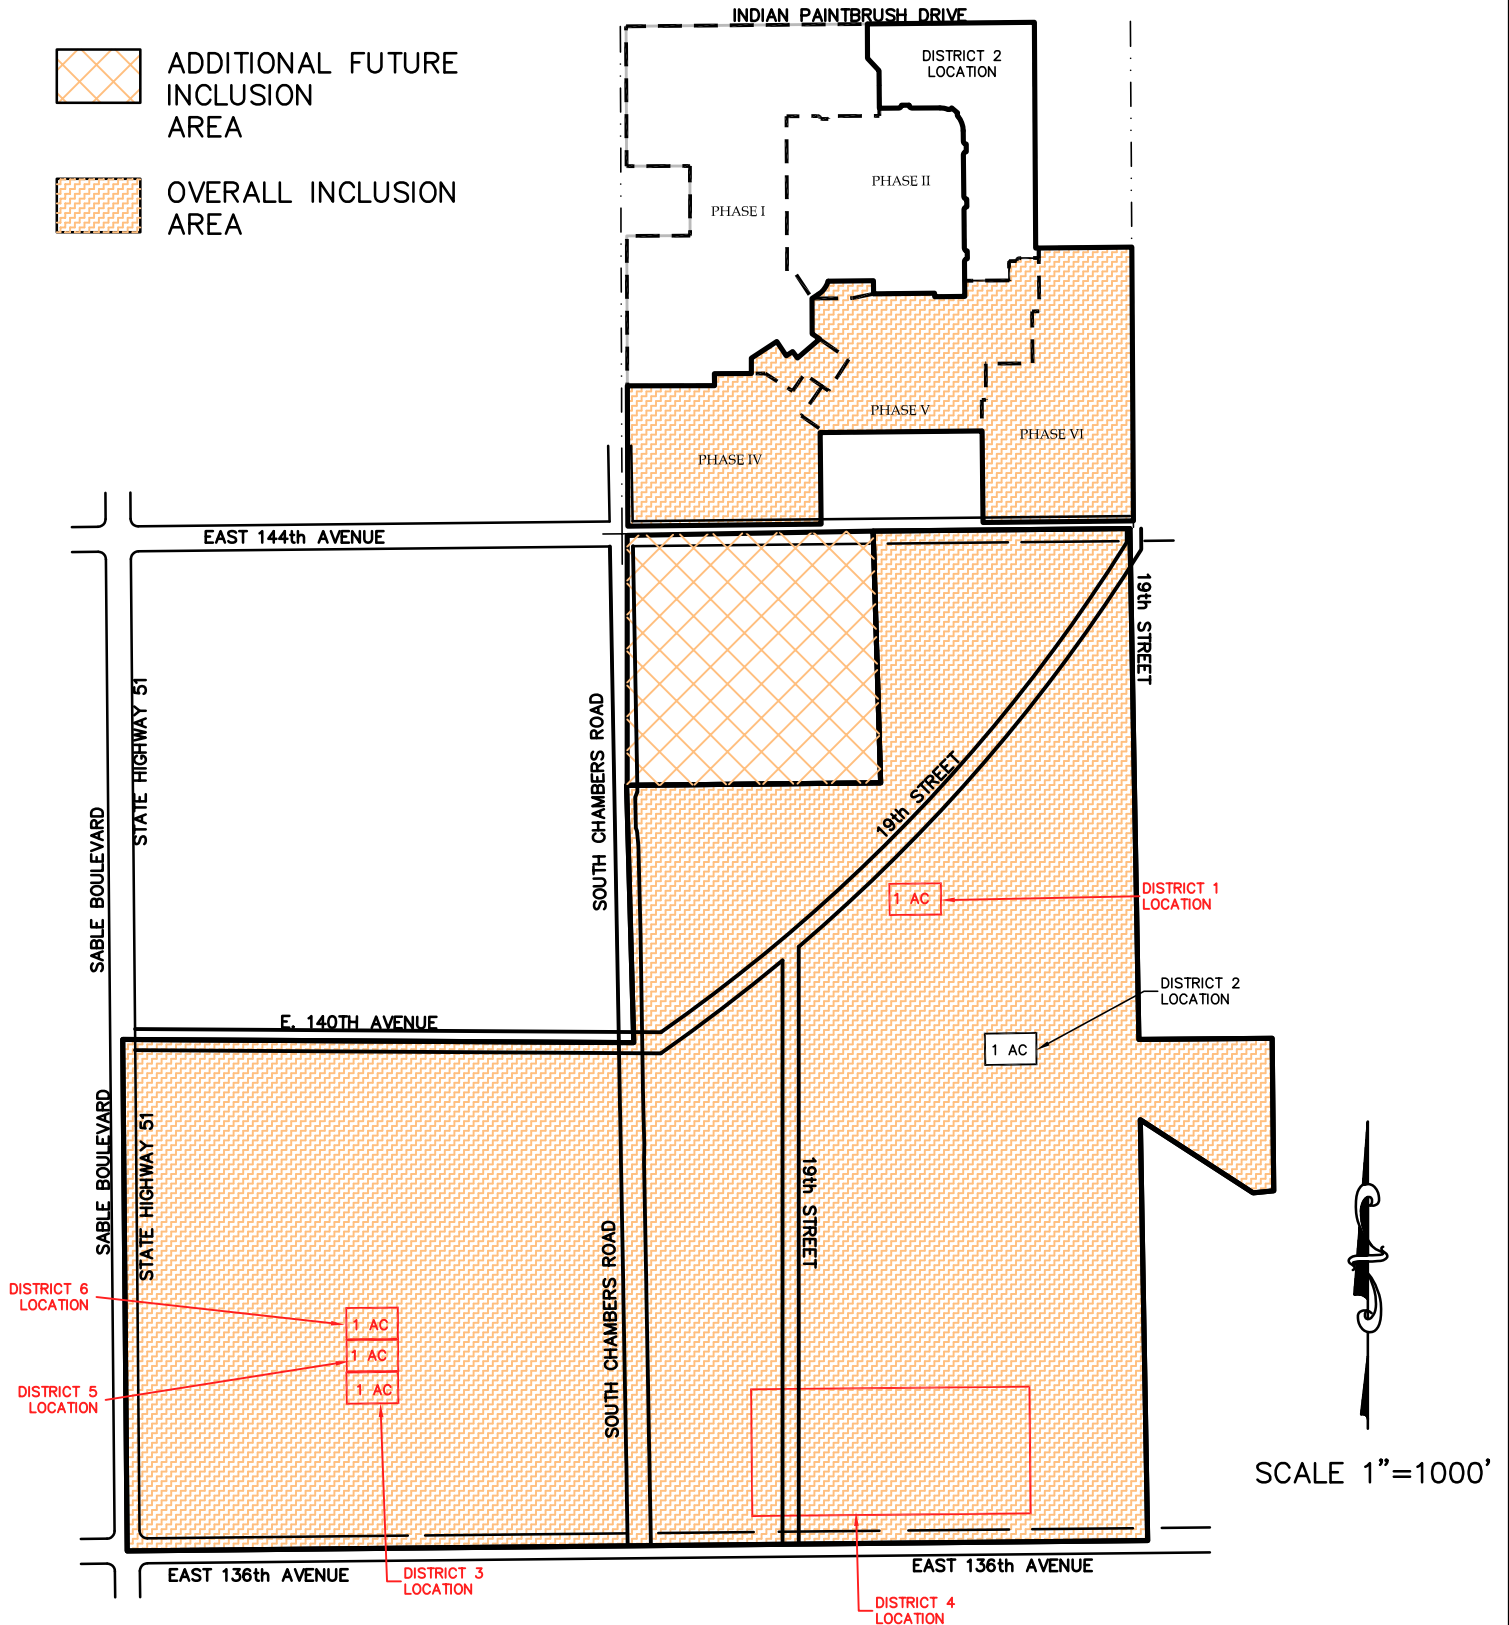 INDIAN PAINTBRUSH DRIVE
ADDITIONAL FUTURE
INCLUSION
AREA
OVERALL INCLUSION
AREA
DISTRICT 2
LOCATION
PHASE II
PHASE I
PHASE V
PHASE VI
PHASE IV
EAST 144th AVENUE
19th STREET
STATE HIGHWAY 51
SOUTH CHAMBERS ROAD
SABLE BOULEVARD
19th STREET
1 AC
DISTRICT 1
LOCATION
DISTRICT 2
LOCATION
1 AC
E. 140TH AVENUE
SABLE BOULEVARD
STATE HIGHWAY 51
19th STREET
SOUTH CHAMBERS ROAD
DISTRICT 6
LOCATION
1 AC
1 AC
1 AC
DISTRICT 5
LOCATION
SCALE 1"=1000'
EAST 136th AVENUE
EAST 136th AVENUE
DISTRICT 3
LOCATION
DISTRICT 4
LOCATION